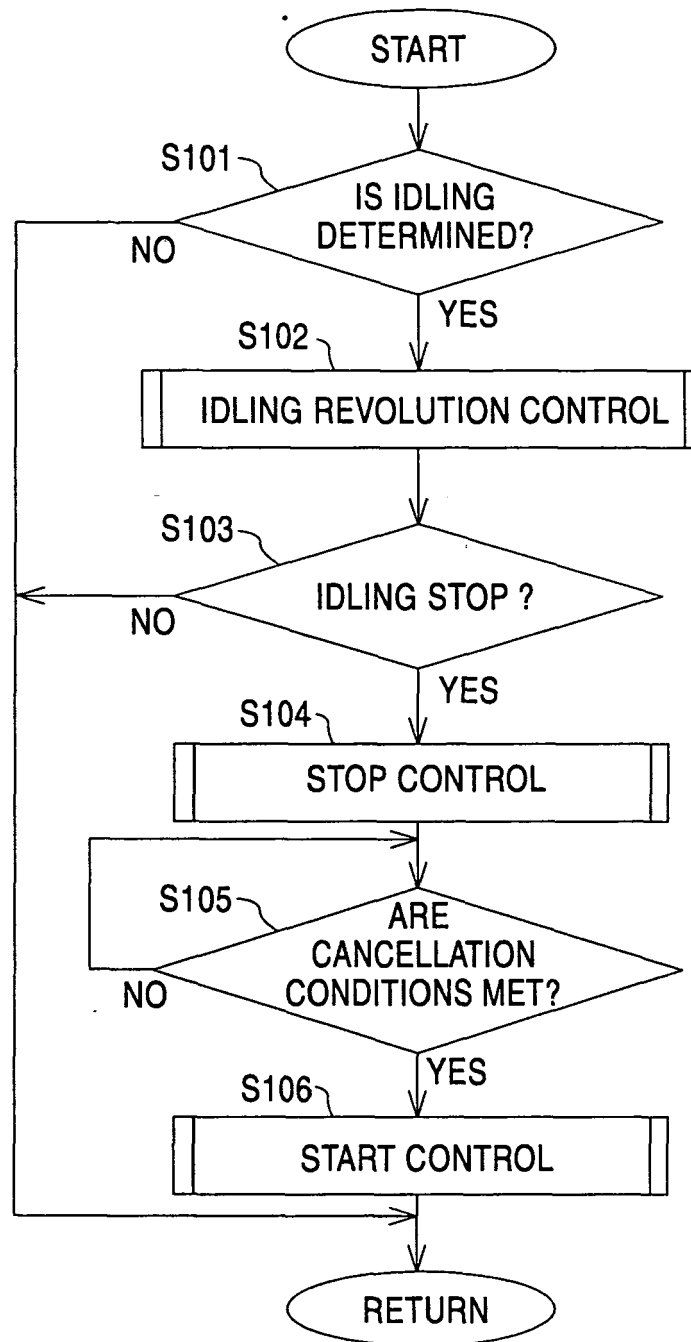 START
S101
IS IDLING
DETERMINED?
NO
YES
S102
IDLING REVOLUTION CONTROL
S103
IDLING STOP ?
NO
YES
S104
STOP CONTROL
S105
ARE
CANCELLATION
CONDITIONS MET?
NO
YES
S106
START CONTROL
RETURN